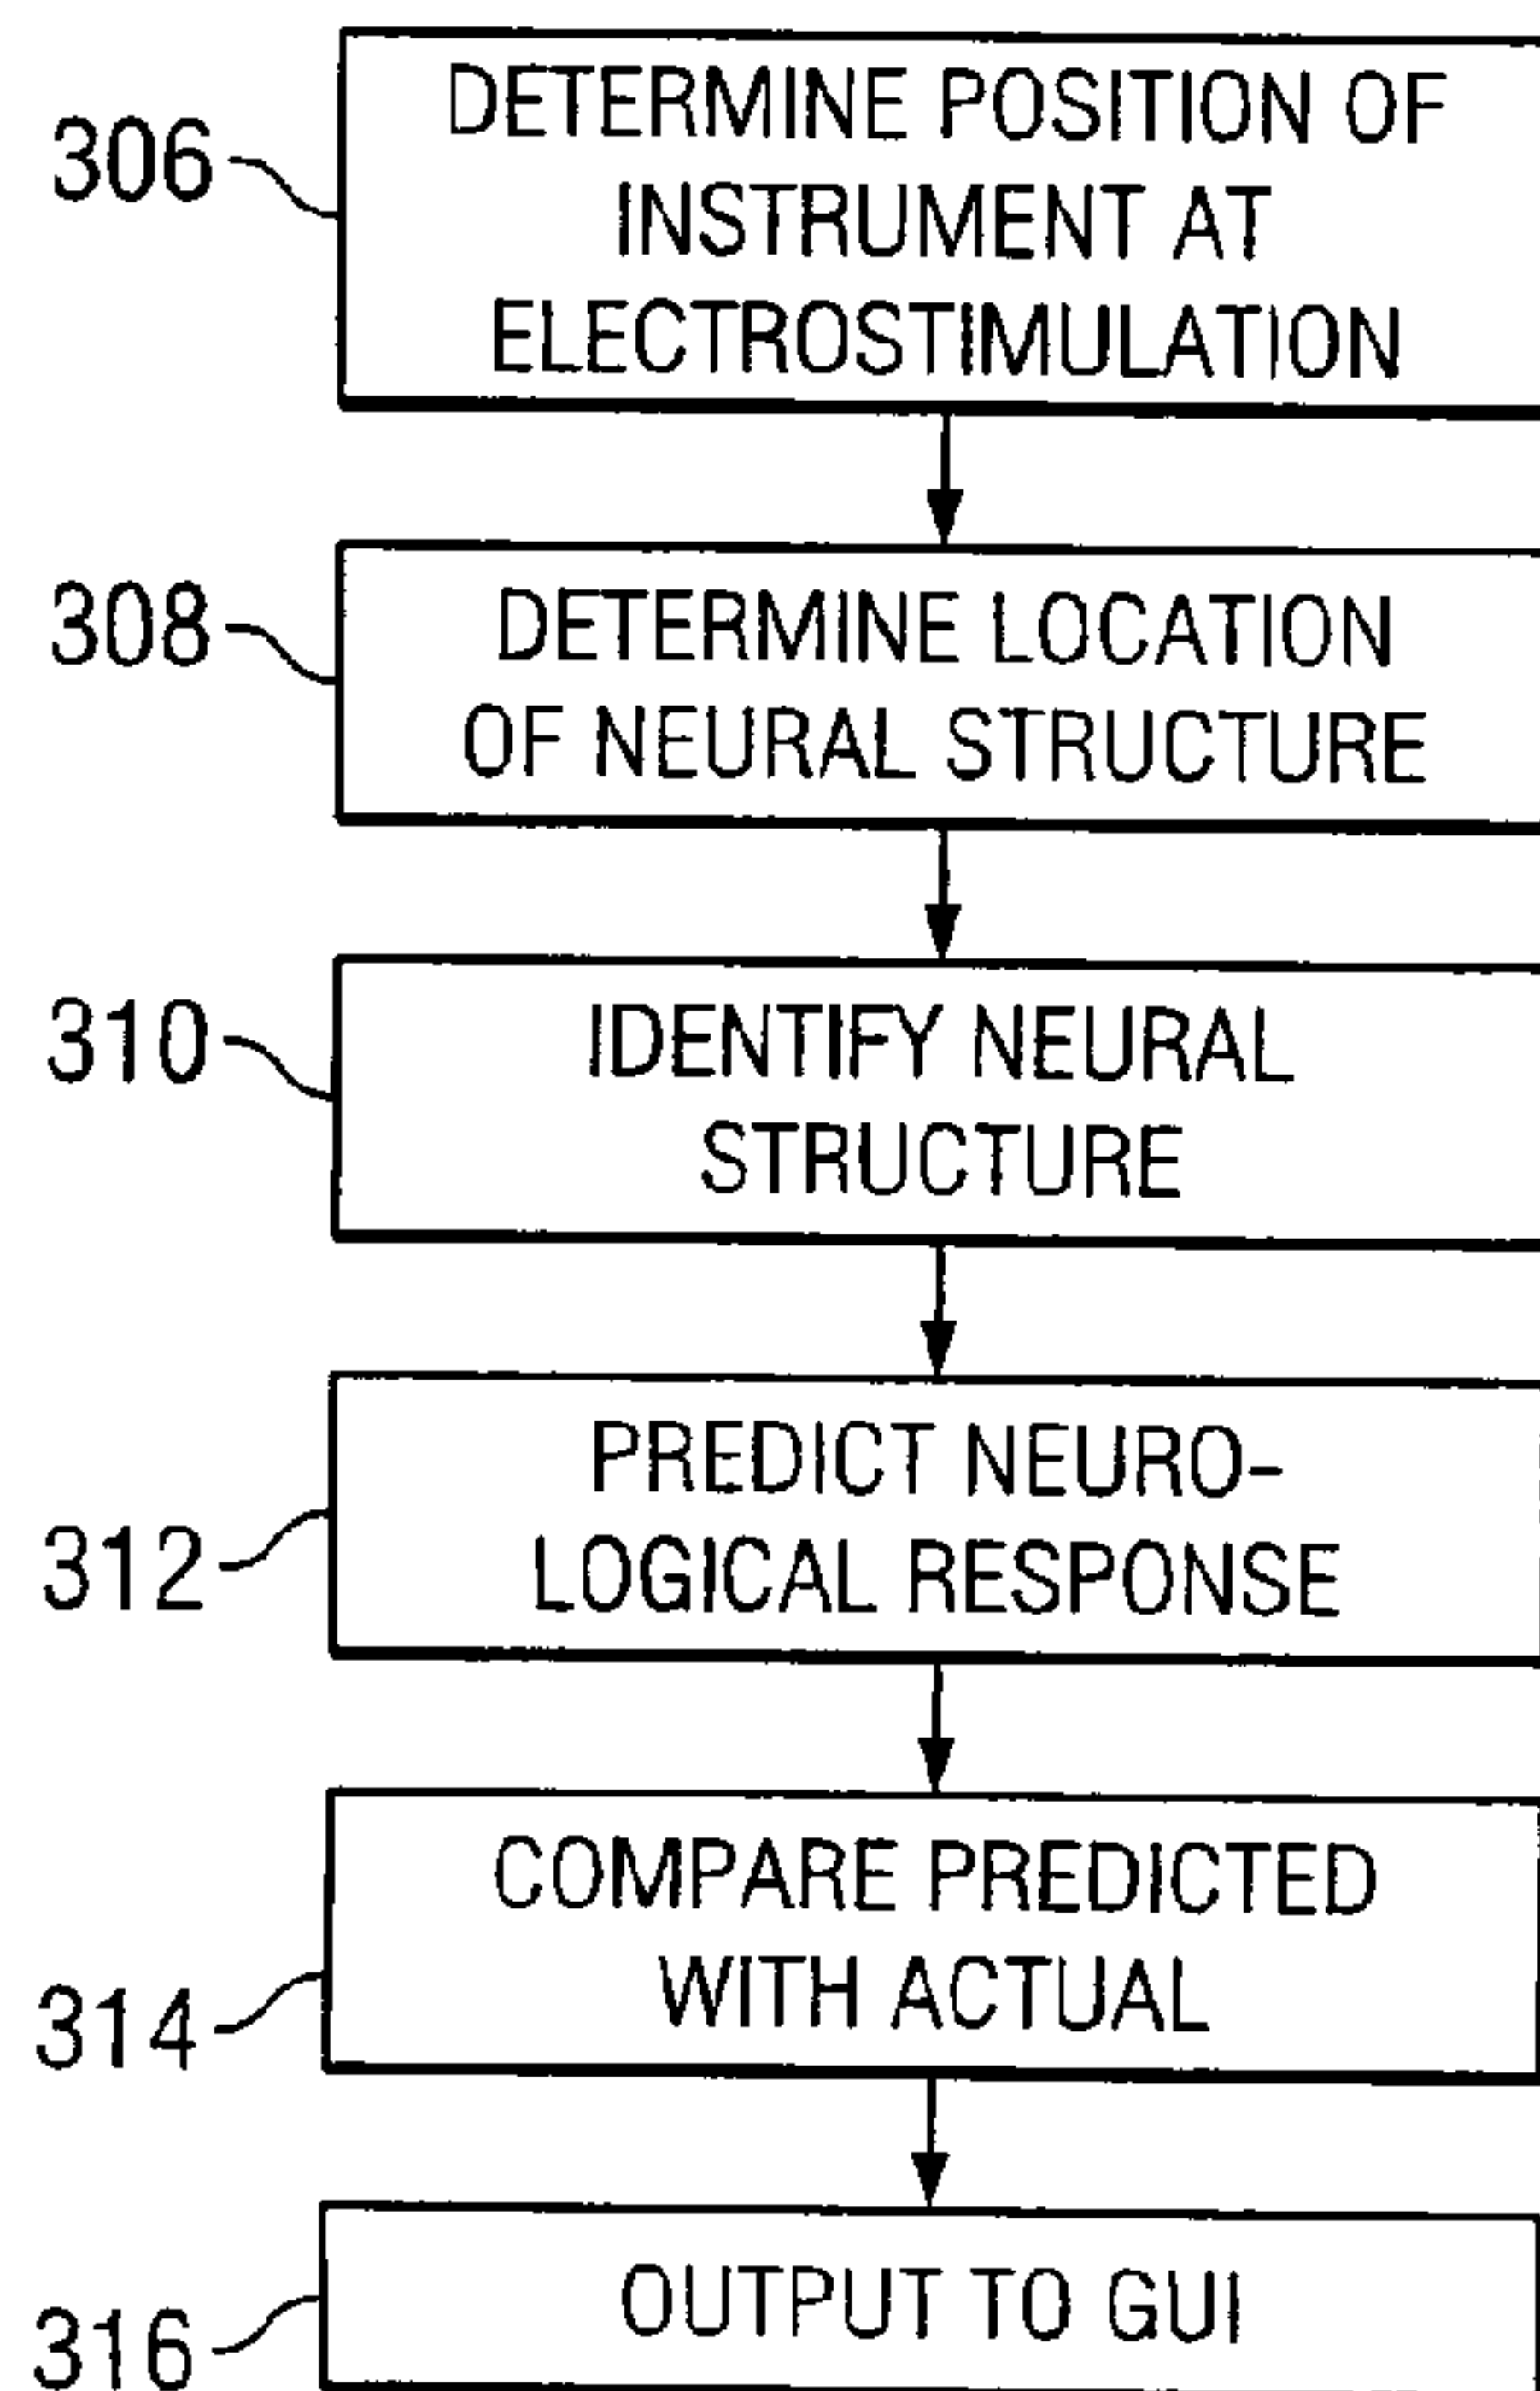 306
DETERMINE POSITION OF
INSTRUMENT AT
ELECTROSTIMULATION
308
DETERMINE LOCATION
OF NEURAL STRUCTURE
310
IDENTIFY NEURAL
STRUCTURE
312
PREDICT NEURO-
LOGICAL RESPONSE
314
COMPARE PREDICTED
WITH ACTUAL
316
OUTPUT TO GUI